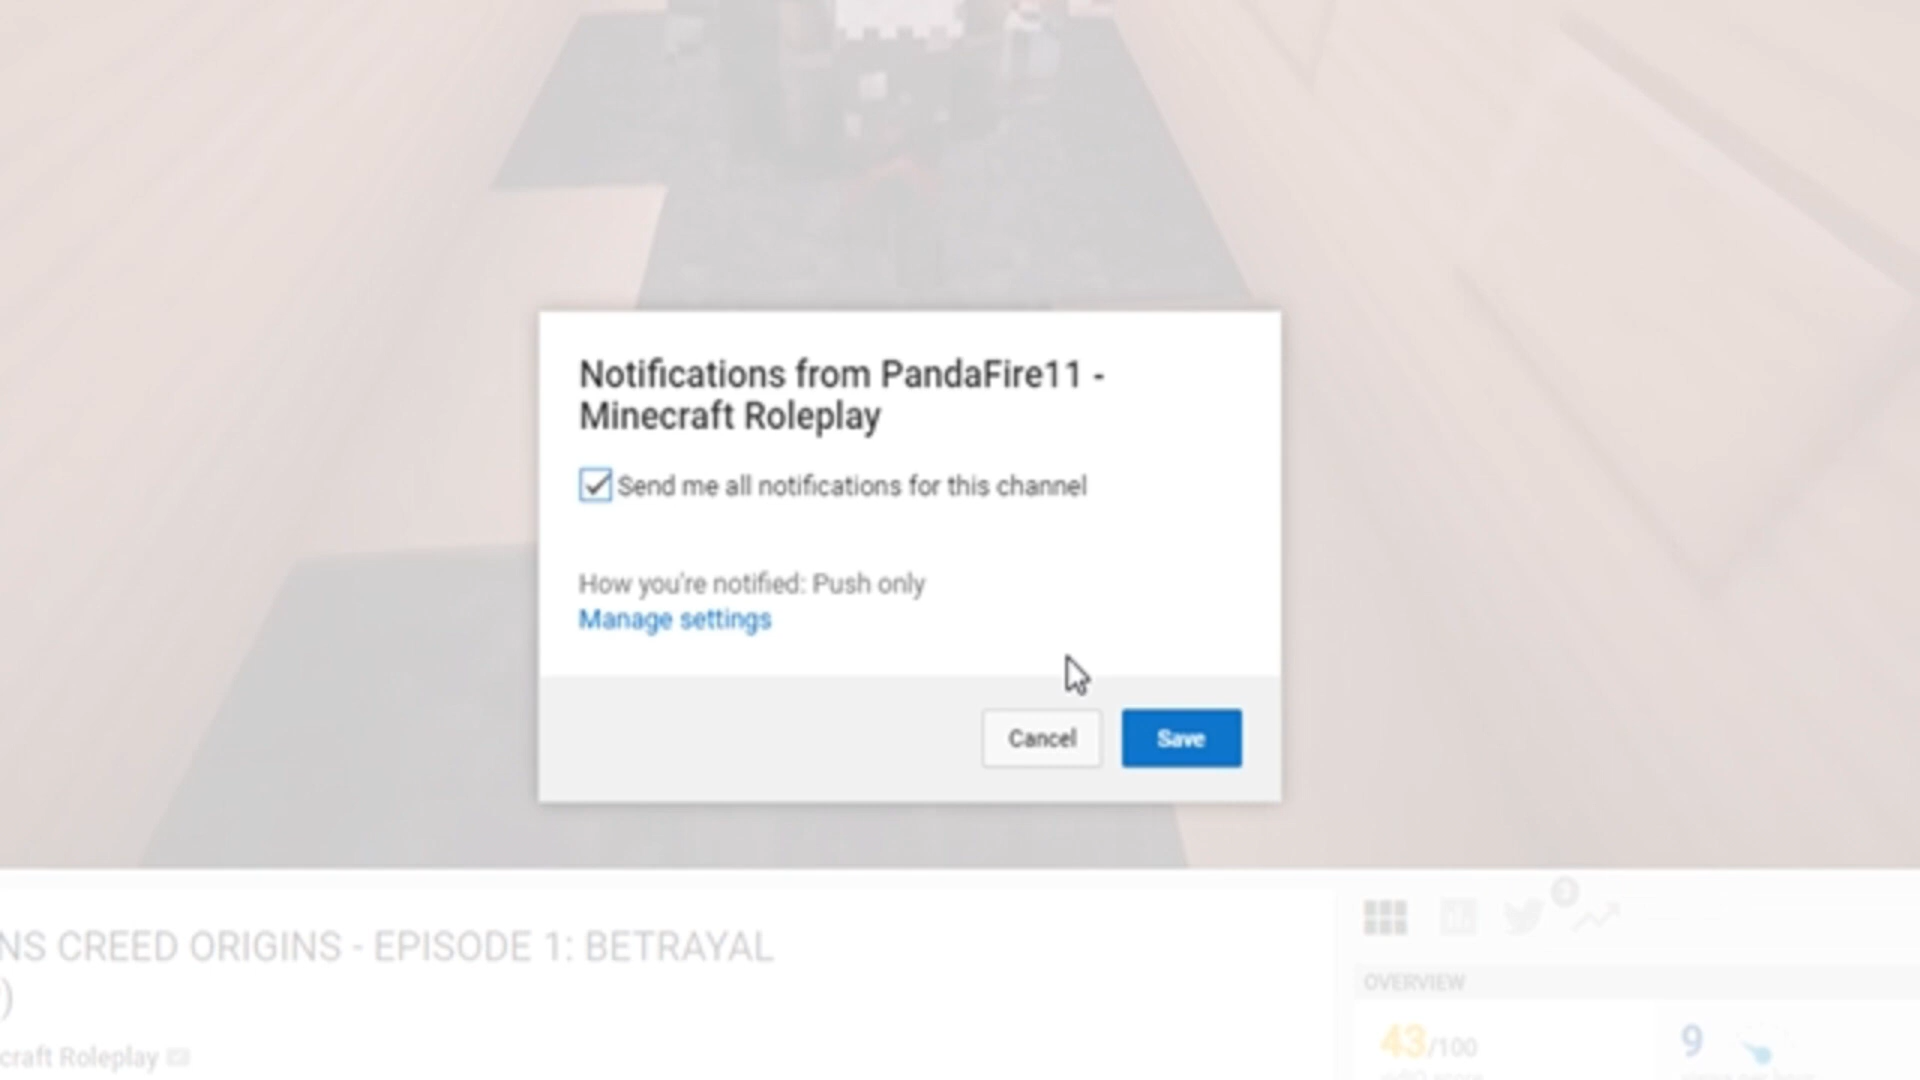 Notifications from PandaFire11 -
Minecraft Roleplay
Send me all notifications for this channel
How you're notified: Push only
Manage settings
Cancel
Save
NS CREED ORIGINS - EPISODE 1: BETRAYAL
)
craft Roleplay
OVERVIEW
43/100
9